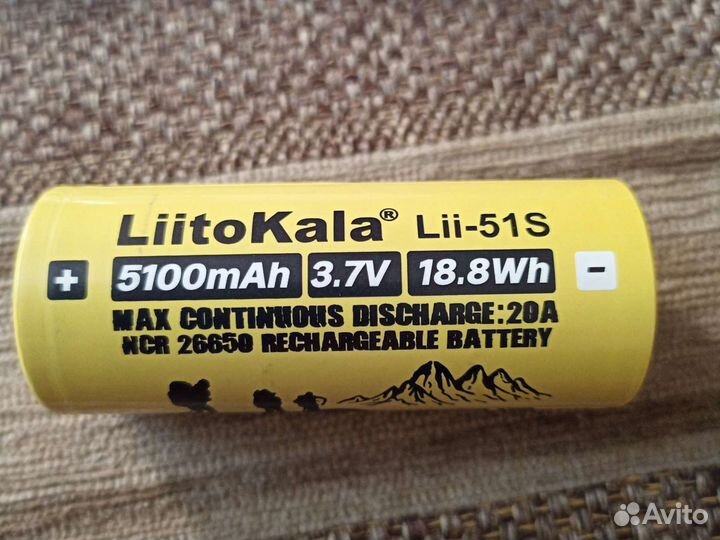 LiitoKala® Lii-51S
+ 5100mAh 3.7V 18.8Wh -
MAX CONTINUOUS DISCHARGE:20A
NCR 26650 RECHARGEABLE BATTERY
Avito